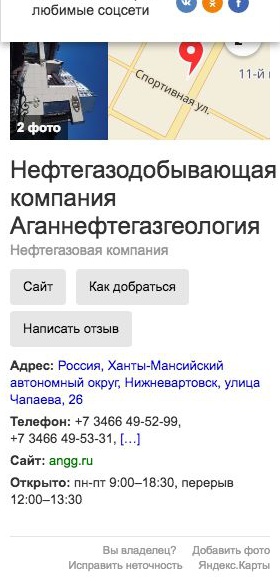 любимые соцсети
Спортивная ул.
11-й
2 фото
Нефтегазодобывающая
компания
Аганнефтегазгеология
Нефтегазовая компания
Сайт
Как добраться
Написать отзыв
Адрес: Россия, Ханты-Мансийский
автономный округ, Нижневартовск, улица
Чапаева, 26
Телефон: +7 3466 49-52-99,
+7 3466 49-53-31, [...]
Сайт: angg.ru
Открыто: пн-пт 9:00–18:30, перерыв
12:00–13:30
Вы владелец? Добавить фото
Исправить неточность Яндекс.Карты